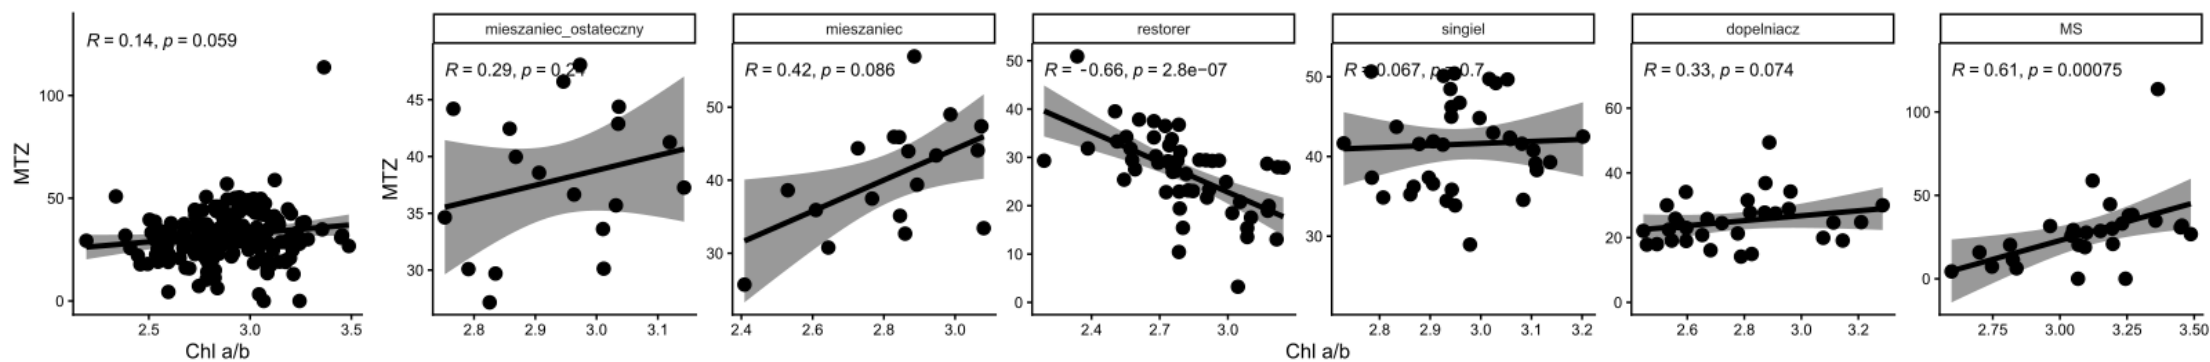 R = 0.14, p = 0.059
MTZ
100
50
0
2.5 3.0 3.5
Chl a/b
mieszaniec_ostateczny
R = 0.29, p = 0.24
MTZ
45
40
35
30
2.8 2.9 3.0 3.1
mieszaniec
R = 0.42, p = 0.086
50
40
30
2.4 2.6 2.8 3.0
restorer
R = -0.66, p = 2.8e-07
50
40
30
20
10
0
2.4 2.7 3.0
singiel
R = 0.067, p = 0.7
50
40
30
2.8 2.9 3.0 3.1 3.2
dopelniacz
R = 0.33, p = 0.074
60
40
20
0
2.6 2.8 3.0 3.2
MS
R = 0.61, p = 0.00075
100
50
0
2.75 3.00 3.25 3.50
Chl a/b